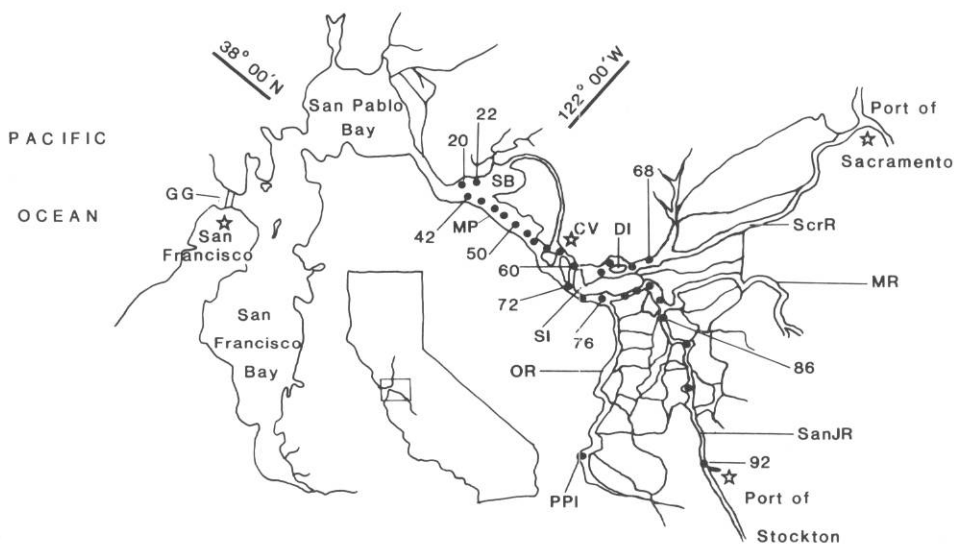 38° 00'N
122° 00'W
San Pablo
Bay
Port of
Sacramento
PACIFIC
OCEAN
22
20
SB
68
GG
San
Francisco
42
MP
50
CV
DI
ScrR
60
72
SI
76
MR
San
Francisco
Bay
OR
86
SanJR
92
PPI
Port of
Stockton